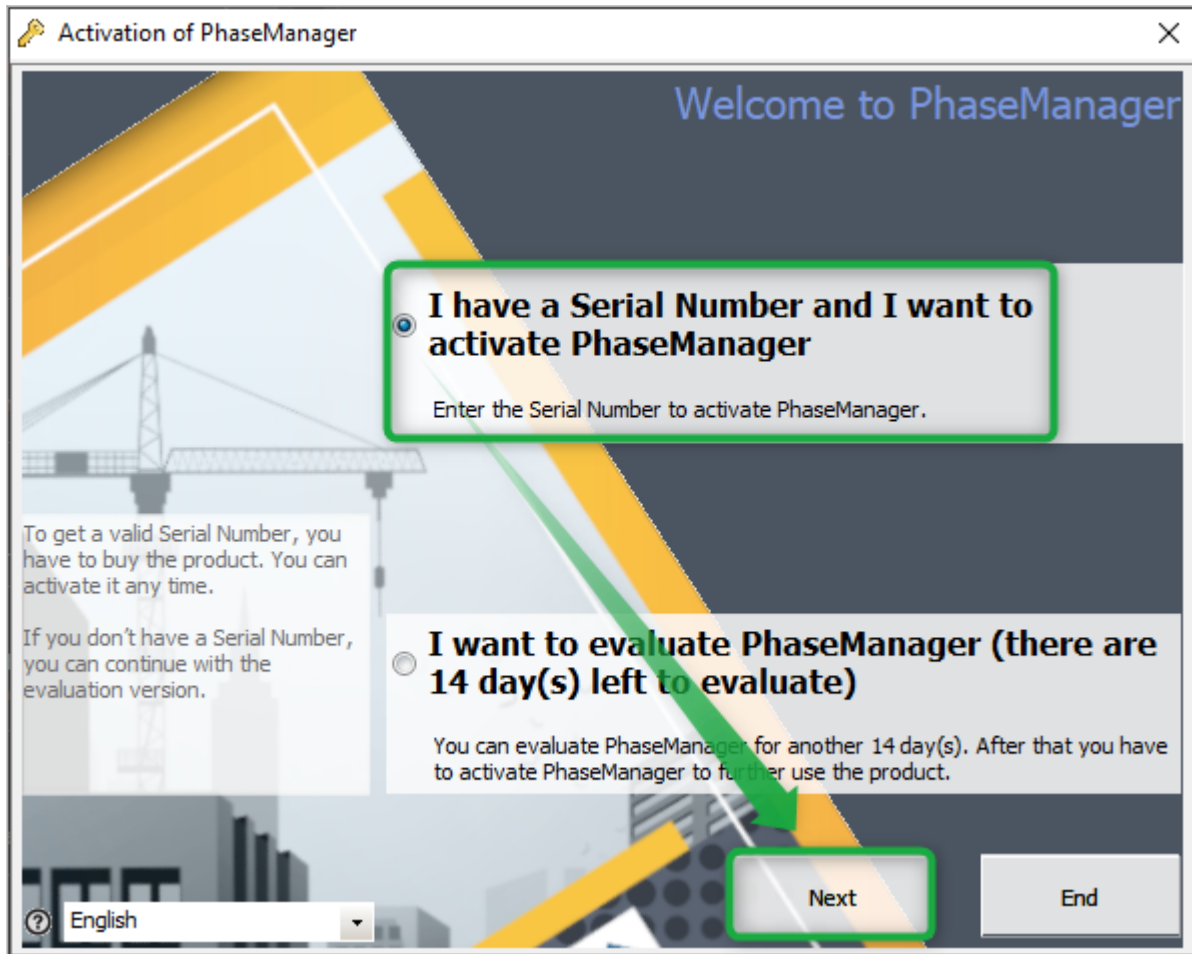 Activation of PhaseManager
Welcome to PhaseManager
I have a Serial Number and I want to
activate PhaseManager
Enter the Serial Number to activate PhaseManager.
To get a valid Serial Number, you
have to buy the product. You can
activate it any time.
If you don't have a Serial Number,
you can continue with the
evaluation version.
I want to evaluate PhaseManager (there are
14 day(s) left to evaluate)
You can evaluate PhaseManager for another 14 day(s). After that you have
to activate PhaseManager to further use the product.
English
Next
End